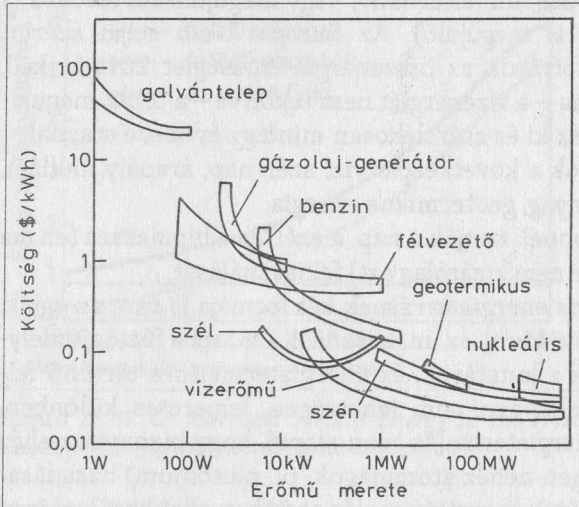 Költség ($/kWh)
100
10
1
0,1
0,01
galvántelep
gázolaj-generátor
benzin
félvezető
geotermikus
szél
nukleáris
vízerőmű
szén
1W
100W
10kW
1MW
100MW
Erőmű mérete